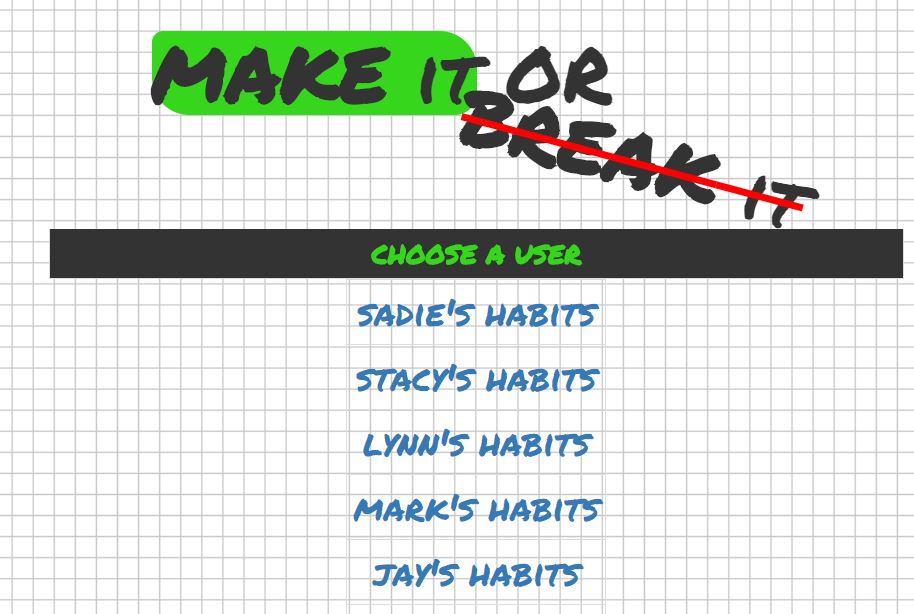 MAKE IT OR
BREAK IT
CHOOSE A USER
SADIE'S HABITS
STACY'S HABITS
LYNN'S HABITS
MARK'S HABITS
JAY'S HABITS